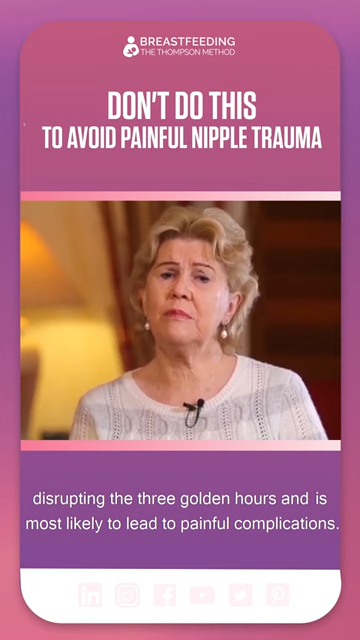 BREASTFEEDING
THE THOMPSON METHOD
DON'T DO THIS
TO AVOID PAINFUL NIPPLE TRAUMA
disrupting the three golden hours and is
most likely to lead to painful complications.